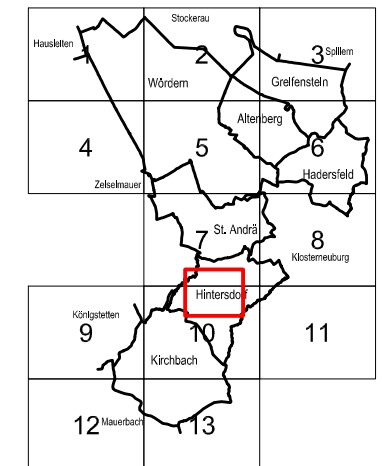 Stockerau
Hausleiten
1
2
3 Spillern
Wördern
Greifenstein
Altenberg
4
5
6
Hadersfeld
Zeiselmauer
St. Andrä
7
8
Klosterneuburg
Hintersdorf
Königstetten
9
10
11
Kirchbach
12 Mauerbach
13